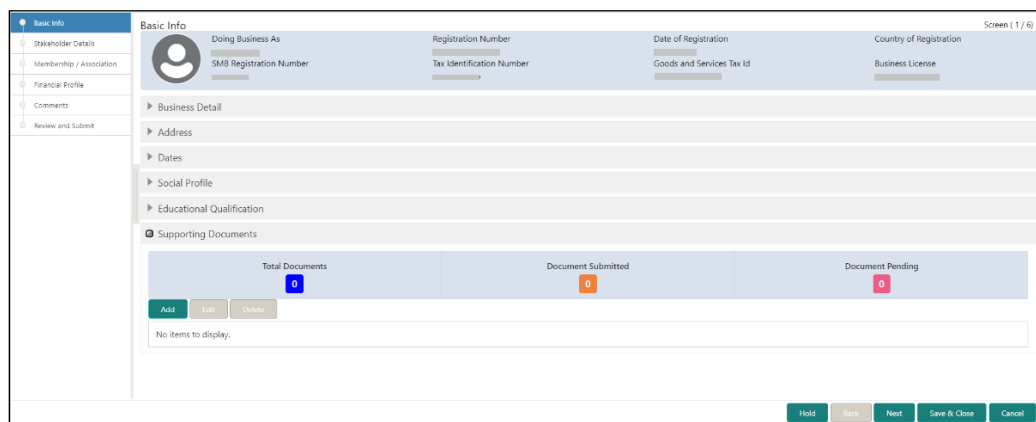 Basic Info
Stakeholder Details
Membership / Association
Financial Profile
Comments
Review and Submit
Basic Info
Screen ( 1 / 6)
Doing Business As Registration Number Date of Registration Country of Registration
SMB Registration Number Tax Identification Number Goods and Services Tax Id Business License
Business Detail
Address
Dates
Social Profile
Educational Qualification
Supporting Documents
Total Documents Document Submitted Document Pending
0 0 0
Add Edit Delete
No items to display.
Hold Back Next Save & Close Cancel